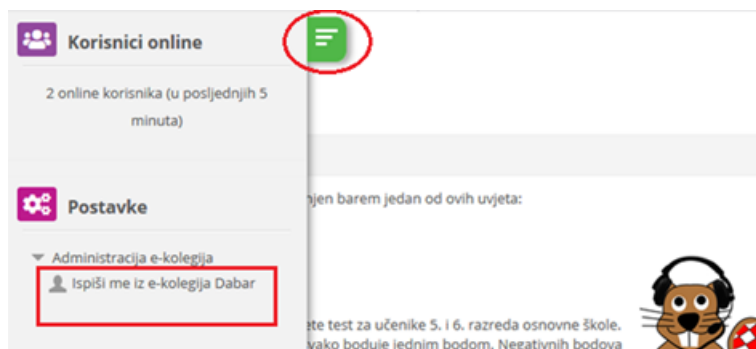 Korisnici online
2 online korisnika (u posljednjih 5
minuta)
Postavke
njen barem jedan od ovih uvjeta:
Administracija e-kolegija
Ispiši me iz e-kolegija Dabar
ete test za učenike 5. i 6. razreda osnovne škole.
vako boduje jednim bodom. Negativnih bodova